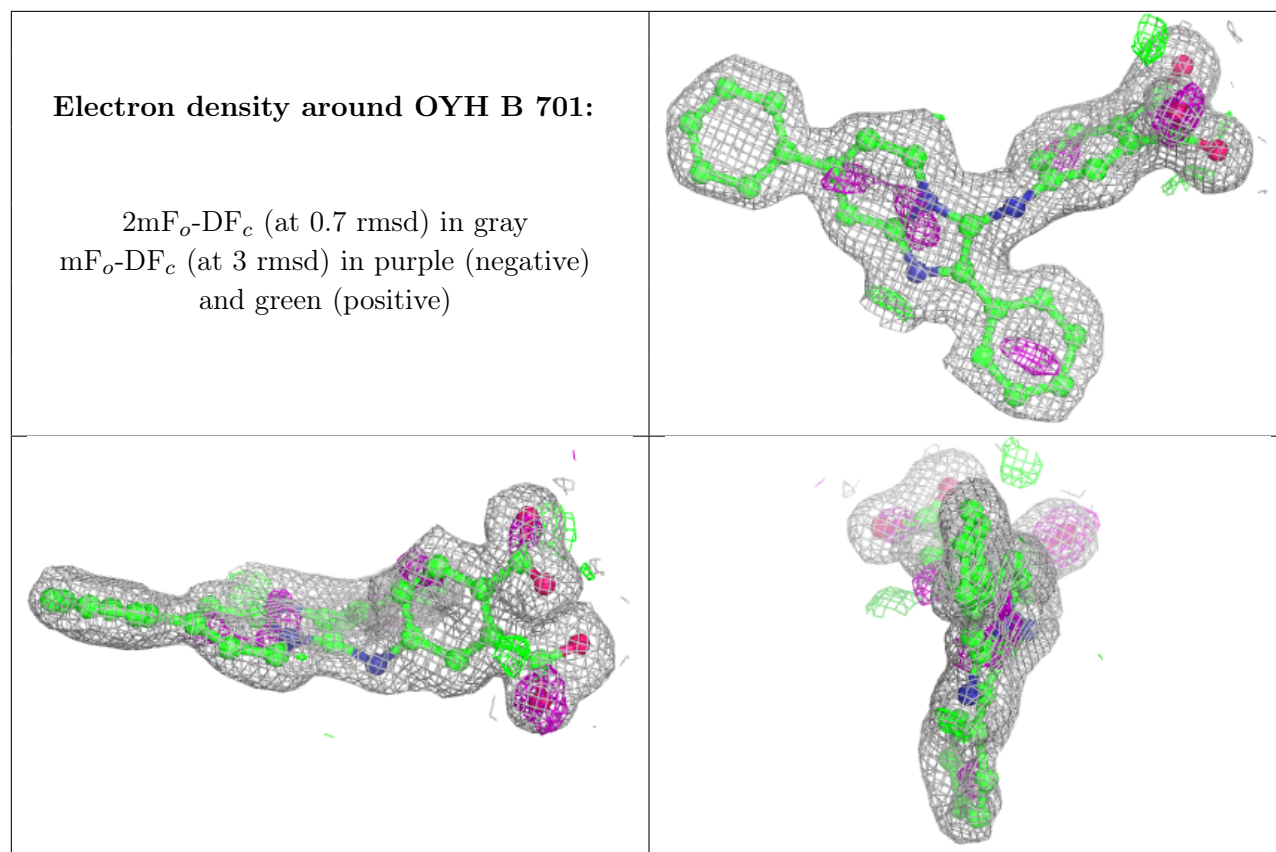 Electron density around OYH B 701:
2mFo-DFc (at 0.7 rmsd) in gray
mFo-DFc (at 3 rmsd) in purple (negative)
and green (positive)